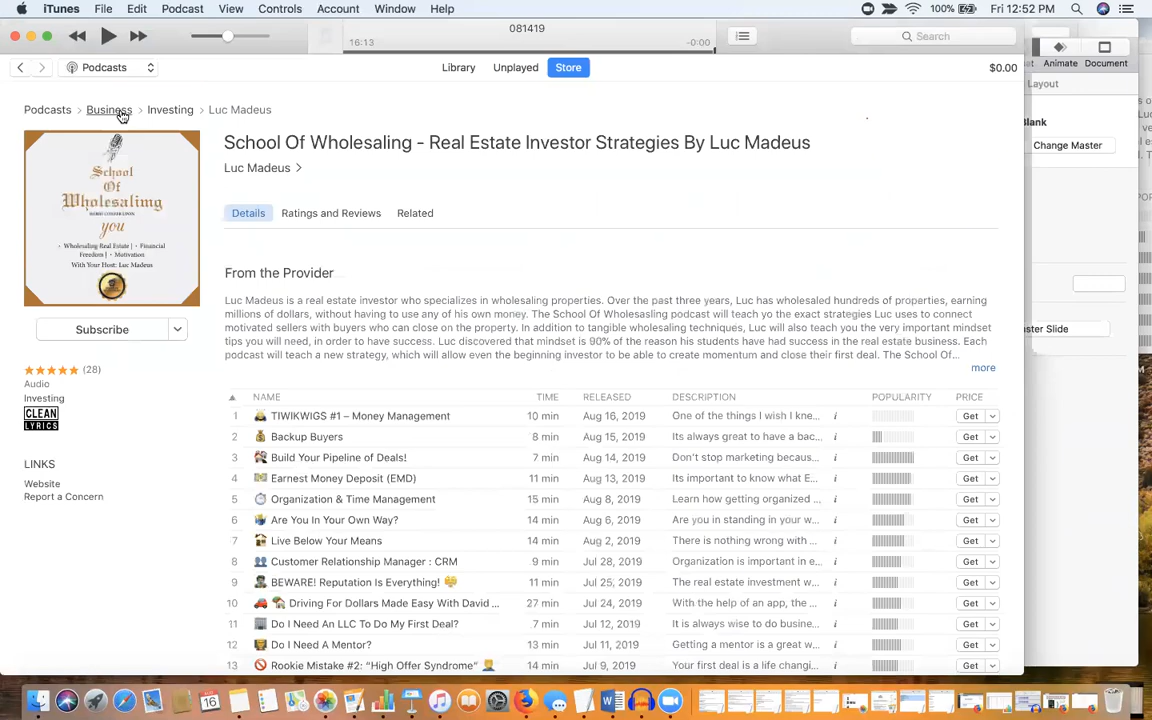 iTunes File Edit Podcast View Controls Account Window Help 100% Fri 12:52 PM
081419
16:13 -0:00
Search
Animate Document
Podcasts Library Unplayed Store $0.00
Layout
Podcasts > Business > Investing > Luc Madeus
Change Master
School Of Wholesaling - Real Estate Investor Strategies By Luc Madeus
Luc Madeus >
School
Of
Wholesaling
you
• Wholesaling Real Estate | • Financial
Freedom | • Motivation
With Your Host: Luc Madeus
Details Ratings and Reviews Related
From the Provider
Luc Madeus is a real estate investor who specializes in wholesaling properties. Over the past three years, Luc has wholesaled hundreds of properties, earning
millions of dollars, without having to use any of his own money. The School Of Wholesasling podcast will teach yo the exact strategies Luc uses to connect
motivated sellers with buyers who can close on the property. In addition to tangible wholesaling techniques, Luc will also teach you the very important mindset
tips you will need, in order to have success. Luc discovered that mindset is 90% of the reason his students have had success in the real estate business. Each
podcast will teach a new strategy, which will allow even the beginning investor to be able to create momentum and close their first deal. The School Of...
more
Subscribe
(28)
Audio
Investing
CLEAN
LYRICS
LINKS
Website
Report a Concern
NAME TIME RELEASED DESCRIPTION POPULARITY PRICE
1 TIWIKWIGS #1 – Money Management 10 min Aug 16, 2019 One of the things I wish I kne... i Get
2 Backup Buyers 8 min Aug 15, 2019 Its always great to have a bac... i Get
3 Build Your Pipeline of Deals! 7 min Aug 14, 2019 Don't stop marketing becaus... i Get
4 Earnest Money Deposit (EMD) 11 min Aug 13, 2019 Its important to know what E... i Get
5 Organization & Time Management 15 min Aug 8, 2019 Learn how getting organized ... i Get
6 Are You In Your Own Way? 14 min Aug 6, 2019 Are you in standing in your w... i Get
7 Live Below Your Means 14 min Aug 2, 2019 There is nothing wrong with ... i Get
8 Customer Relationship Manager : CRM 9 min Jul 28, 2019 Organization is important in e... i Get
9 BEWARE! Reputation Is Everything! 11 min Jul 25, 2019 The real estate investment w... i Get
10 Driving For Dollars Made Easy With David ... 27 min Jul 24, 2019 With the help of an app, the ... i Get
11 Do I Need An LLC To Do My First Deal? 7 min Jul 12, 2019 It is always wise to do busine... i Get
12 Do I Need A Mentor? 13 min Jul 11, 2019 Getting a mentor is a great w... i Get
13 Rookie Mistake #2: "High Offer Syndrome" 14 min Jul 9, 2019 Your first deal is a life changi... i Get
16